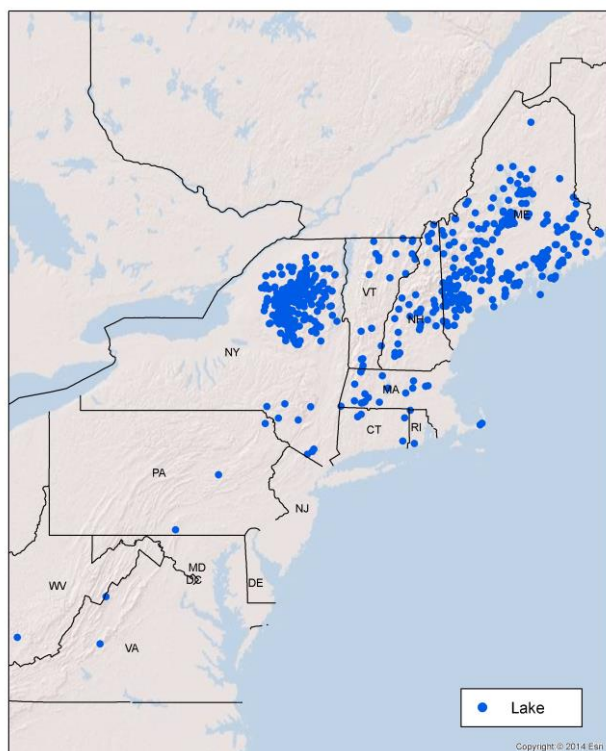 ME
VT
NH
NY
MA
CT
RI
PA
NJ
MD
DC
DE
WV
VA
Lake
Copyright © 2014 Esri